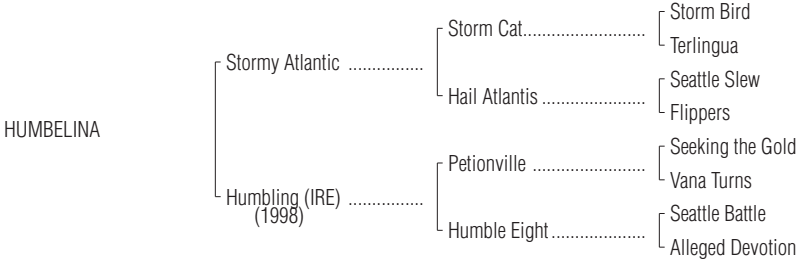 Storm Bird
Storm Cat..........................
Terlingua
Stormy Atlantic ................
Seattle Slew
Hail Atlantis ......................
Flippers
HUMBELINA
Seeking the Gold
Petionville ........................
Vana Turns
Humbling (IRE) ................
(1998)
Seattle Battle
Humble Eight....................
Alleged Devotion